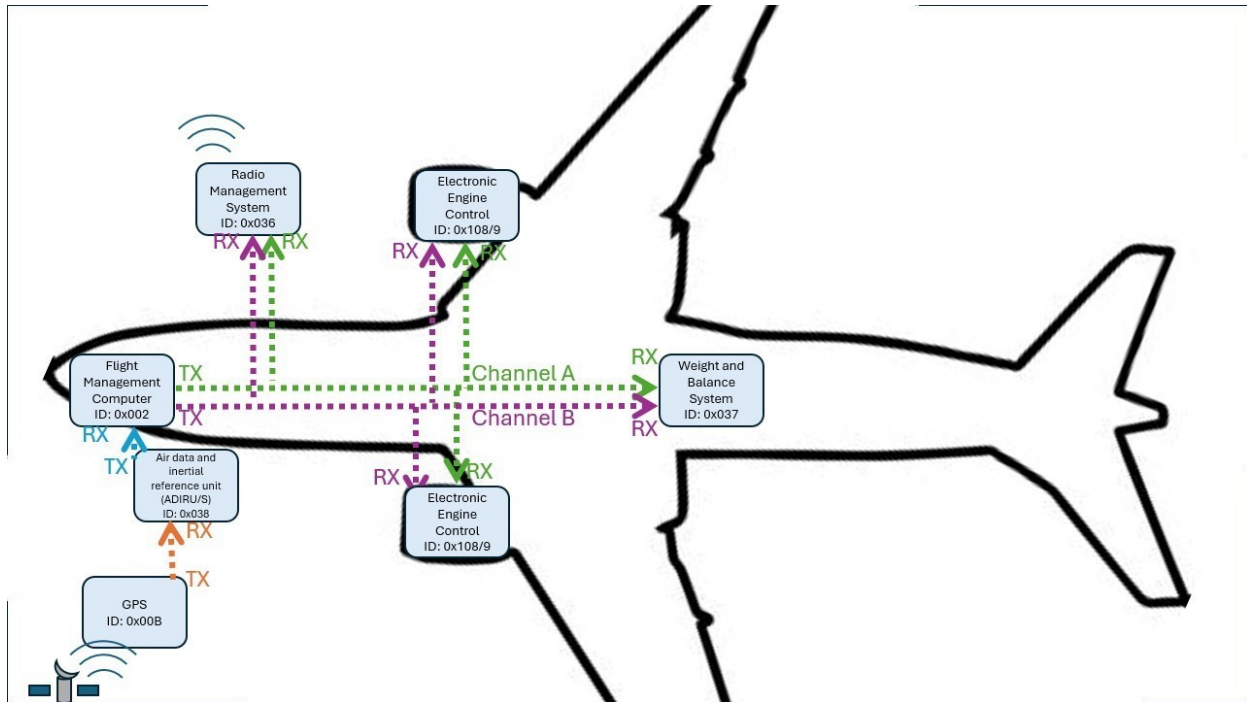 Radio
Management
System
ID: 0x036
RX
RX
Electronic
Engine
Control
ID: 0x108/9
RX
RX
Flight
Management
Computer
ID: 0x002
TX
TX
Channel A
Channel B
RX
RX
Weight and
Balance
System
ID: 0x037
RX
TX
Air data and
inertial
reference unit
(ADIRU/S)
ID: 0x038
RX
TX
RX
RX
Electronic
Engine
Control
ID: 0x108/9
GPS
ID: 0x00B